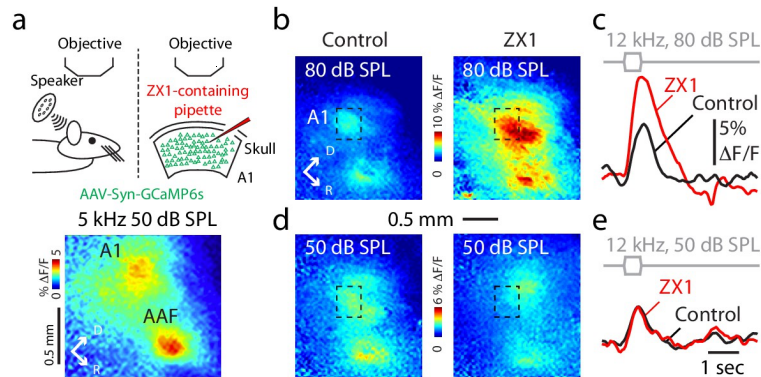 a
Objective
Objective
Speaker
ZX1-containing
pipette
Skull
A1
AAV-Syn-GCaMP6s
5 kHz 50 dB SPL
A1
AAF
% ΔF/F
0 5
0.5 mm
D
R
b
Control
ZX1
80 dB SPL
80 dB SPL
A1
D
R
0 10 % ΔF/F
0.5 mm
c
12 kHz, 80 dB SPL
ZX1
Control
5%
ΔF/F
d
50 dB SPL
50 dB SPL
0 6 % ΔF/F
e
12 kHz, 50 dB SPL
ZX1
Control
1 sec